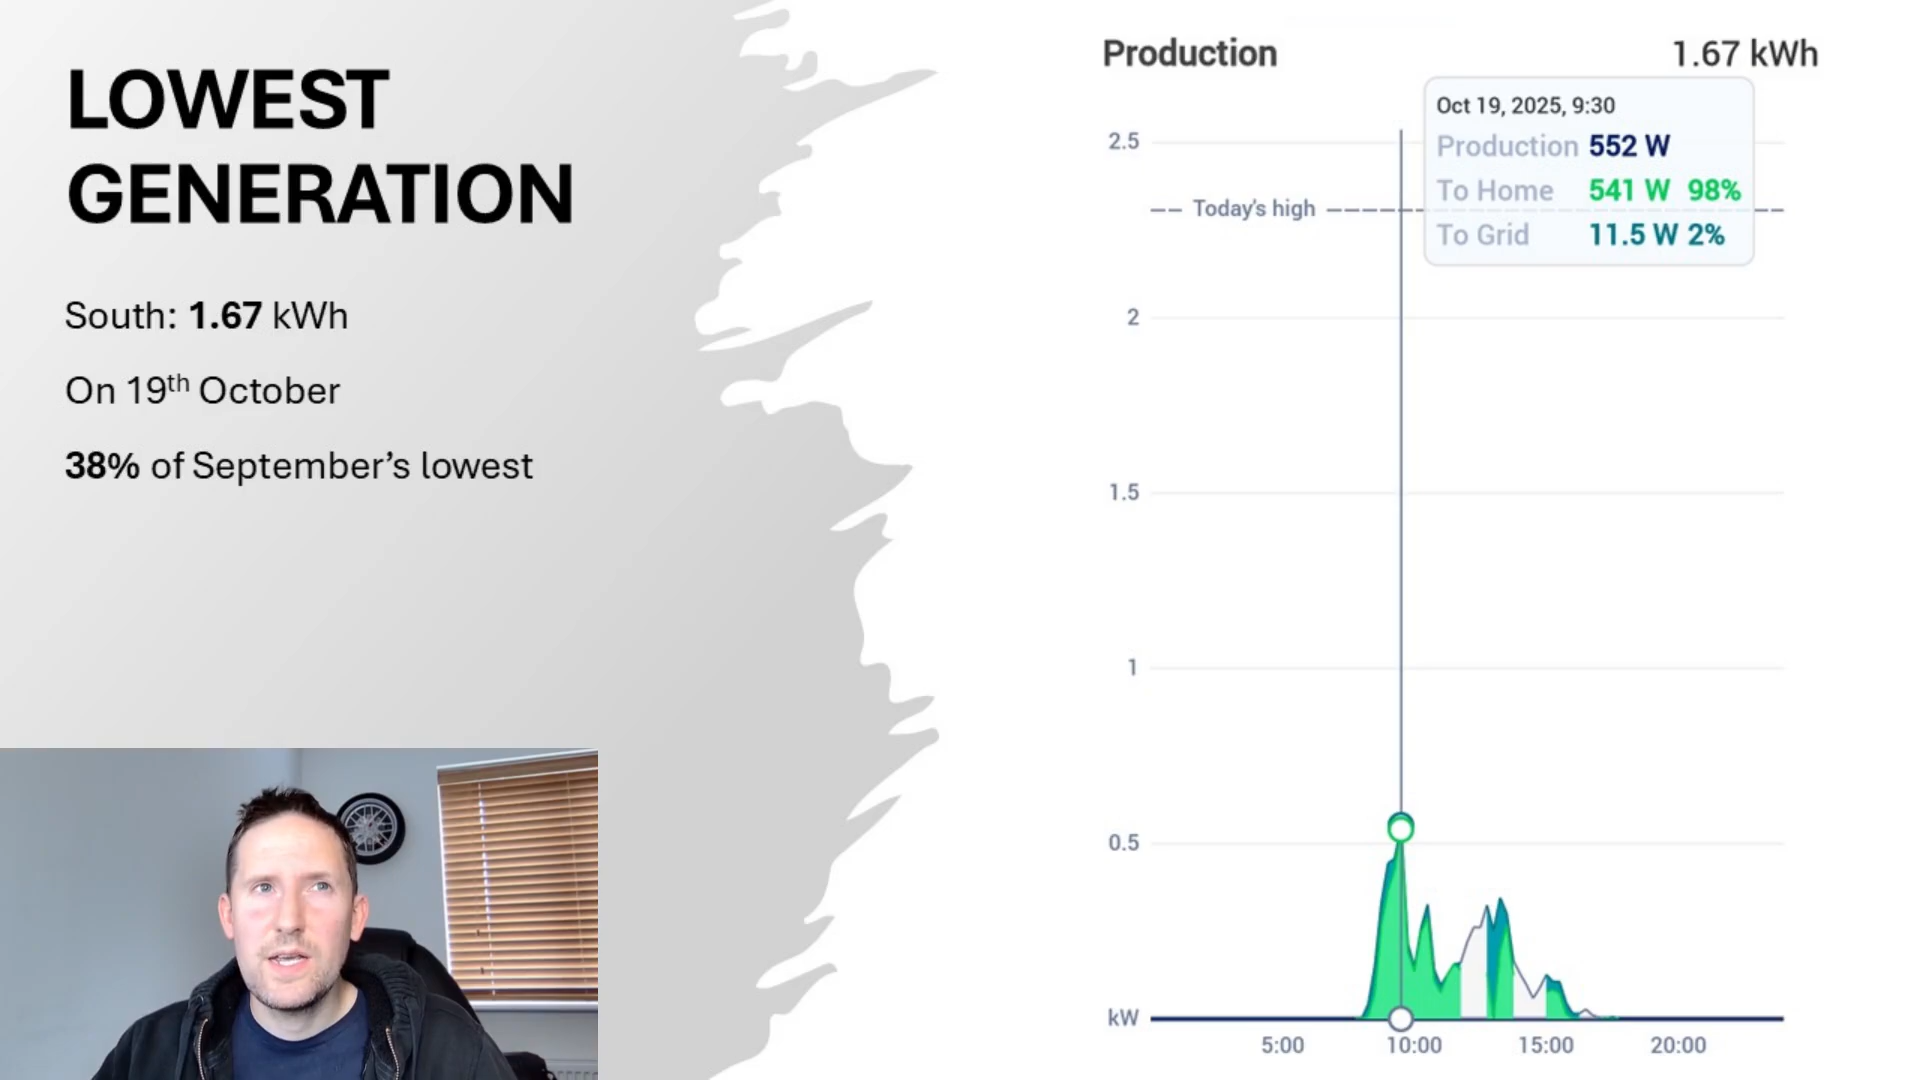 LOWEST
GENERATION
South: 1.67 kWh
On 19th October
38% of September’s lowest
Production 1.67 kWh
Oct 19, 2025, 9:30
Production 552 W
To Home 541 W 98%
To Grid 11.5 W 2%
2.5
Today's high
2
1.5
1
0.5
kW
5:00 10:00 15:00 20:00